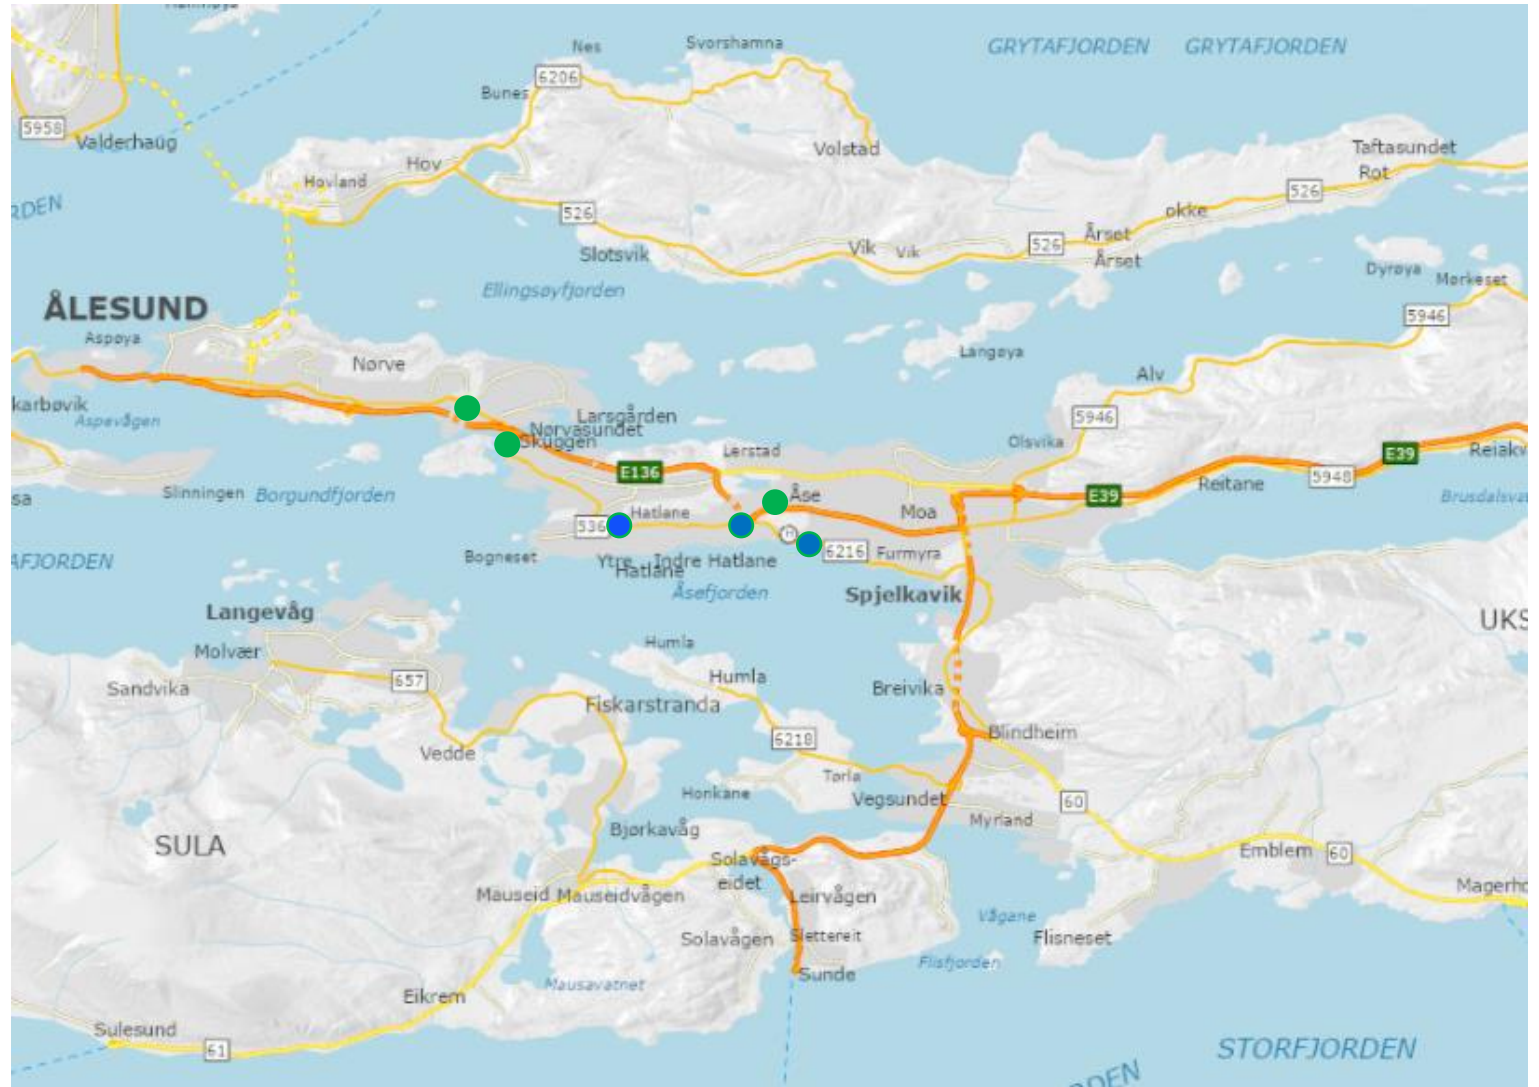 Nes
Svorshamna
GRYTAFJORDEN
GRYTAFJORDEN
6206
Bunes
5958
Valderhaug
Volstad
Taftasundet
Hov
Rot
Hovland
526
RDEN
526
okke
Årset
526
Vik
Vik
Slotsvik
Årset
Dyrøya
Mørkeset
Ellingsøyfjorden
ÅLESUND
5946
Aspøya
Langøya
Nørve
Alv
karbøvik
Aspevågen
Larsgården
5946
Nørvasundet
Skuggen
Olsvika
Lerstad
Reiakv
E39
E136
Slinningen
Borgundfjorden
5948
Reitane
sa
E39
Brusdalsva
Åse
Hatlane
Moa
536
H
Bogneset
Ytre
Hatlane
Indre Hatlane
6216
Furmyra
AFJORDEN
Åsefjorden
Spjelkavik
Langevåg
UKS
Humla
Molvær
657
Humla
Sandvika
Breivika
Fiskarstranda
Blindheim
6218
Vedde
Tørla
Honkane
Vegsundet
60
Myrland
Bjørkavåg
SULA
Emblem
60
Solavågs-
eidet
Mauseid
Mauseidvågen
Leirvågen
Magerho
Vågane
Solavågen
Slettereit
Flisneset
Flisfjorden
Sunde
Mausavatnet
Eikrem
Sulesund
61
STORFJORDEN
RDEN